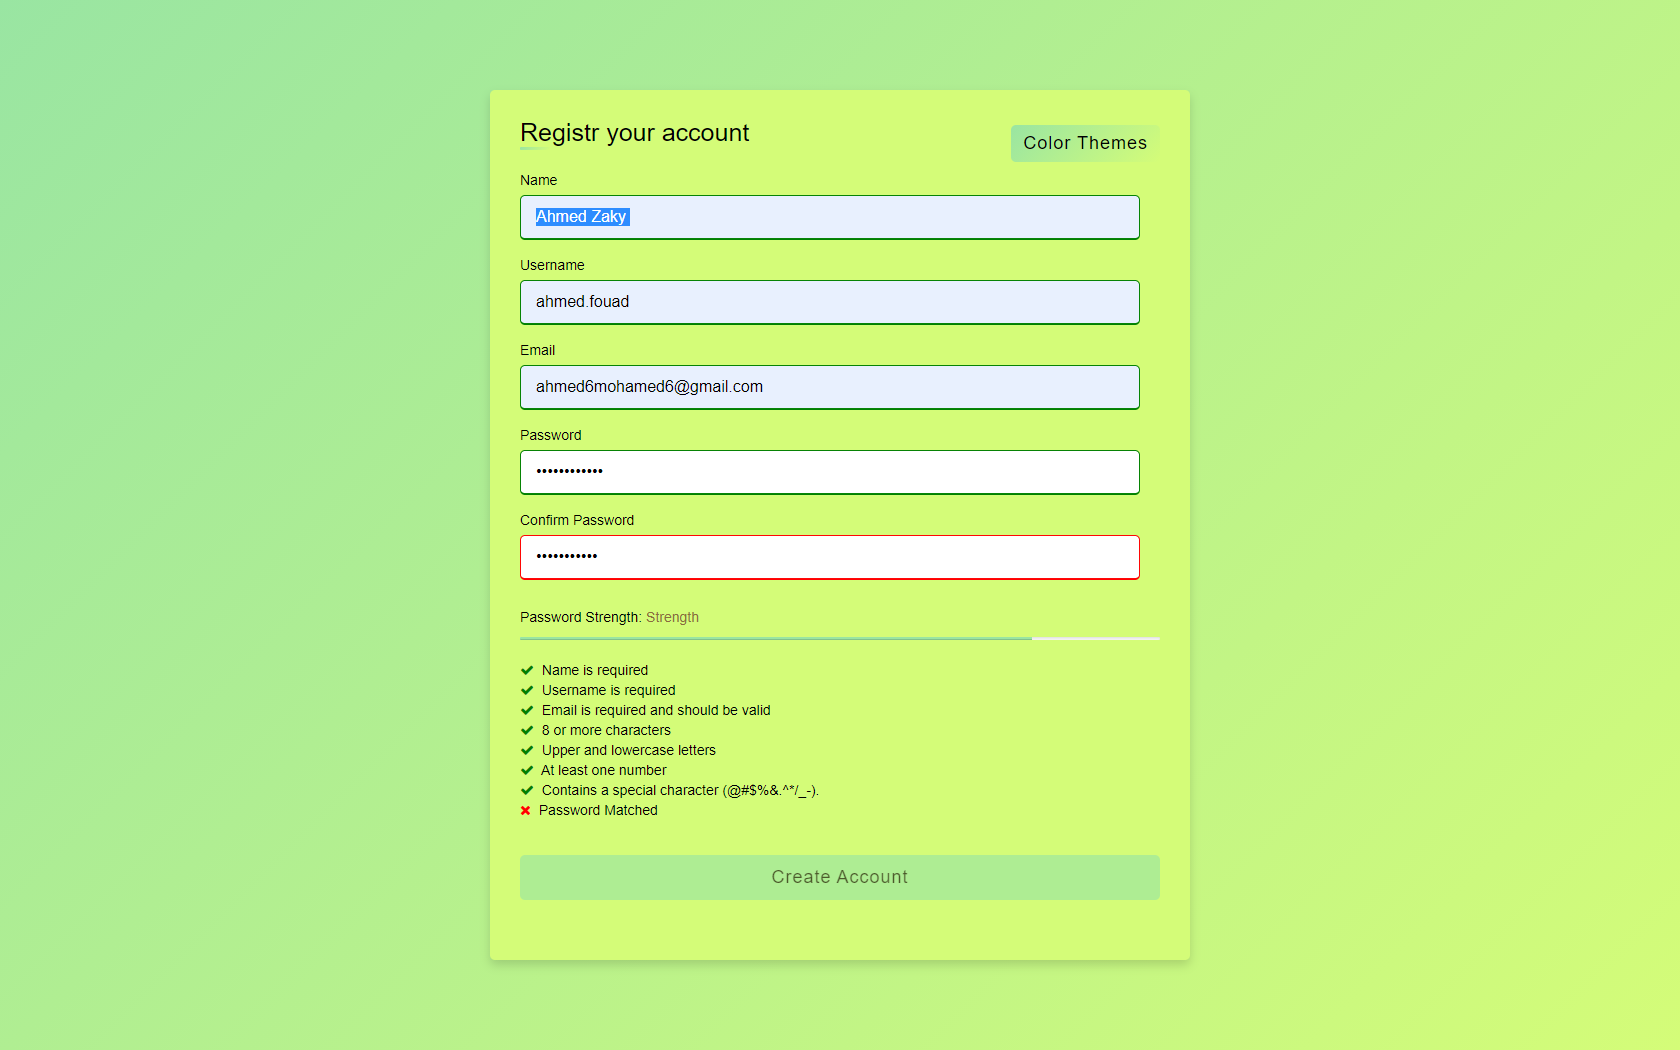 Registr your account
Color Themes
Name
Ahmed Zaky
Username
ahmed.fouad
Email
ahmed6mohamed6@gmail.com
Password
••••••••••••
Confirm Password
•••••••••••
Password Strength: Strength
Name is required
Username is required
Email is required and should be valid
8 or more characters
Upper and lowercase letters
At least one number
Contains a special character (@#$%&.^*/_-).
Password Matched
Create Account